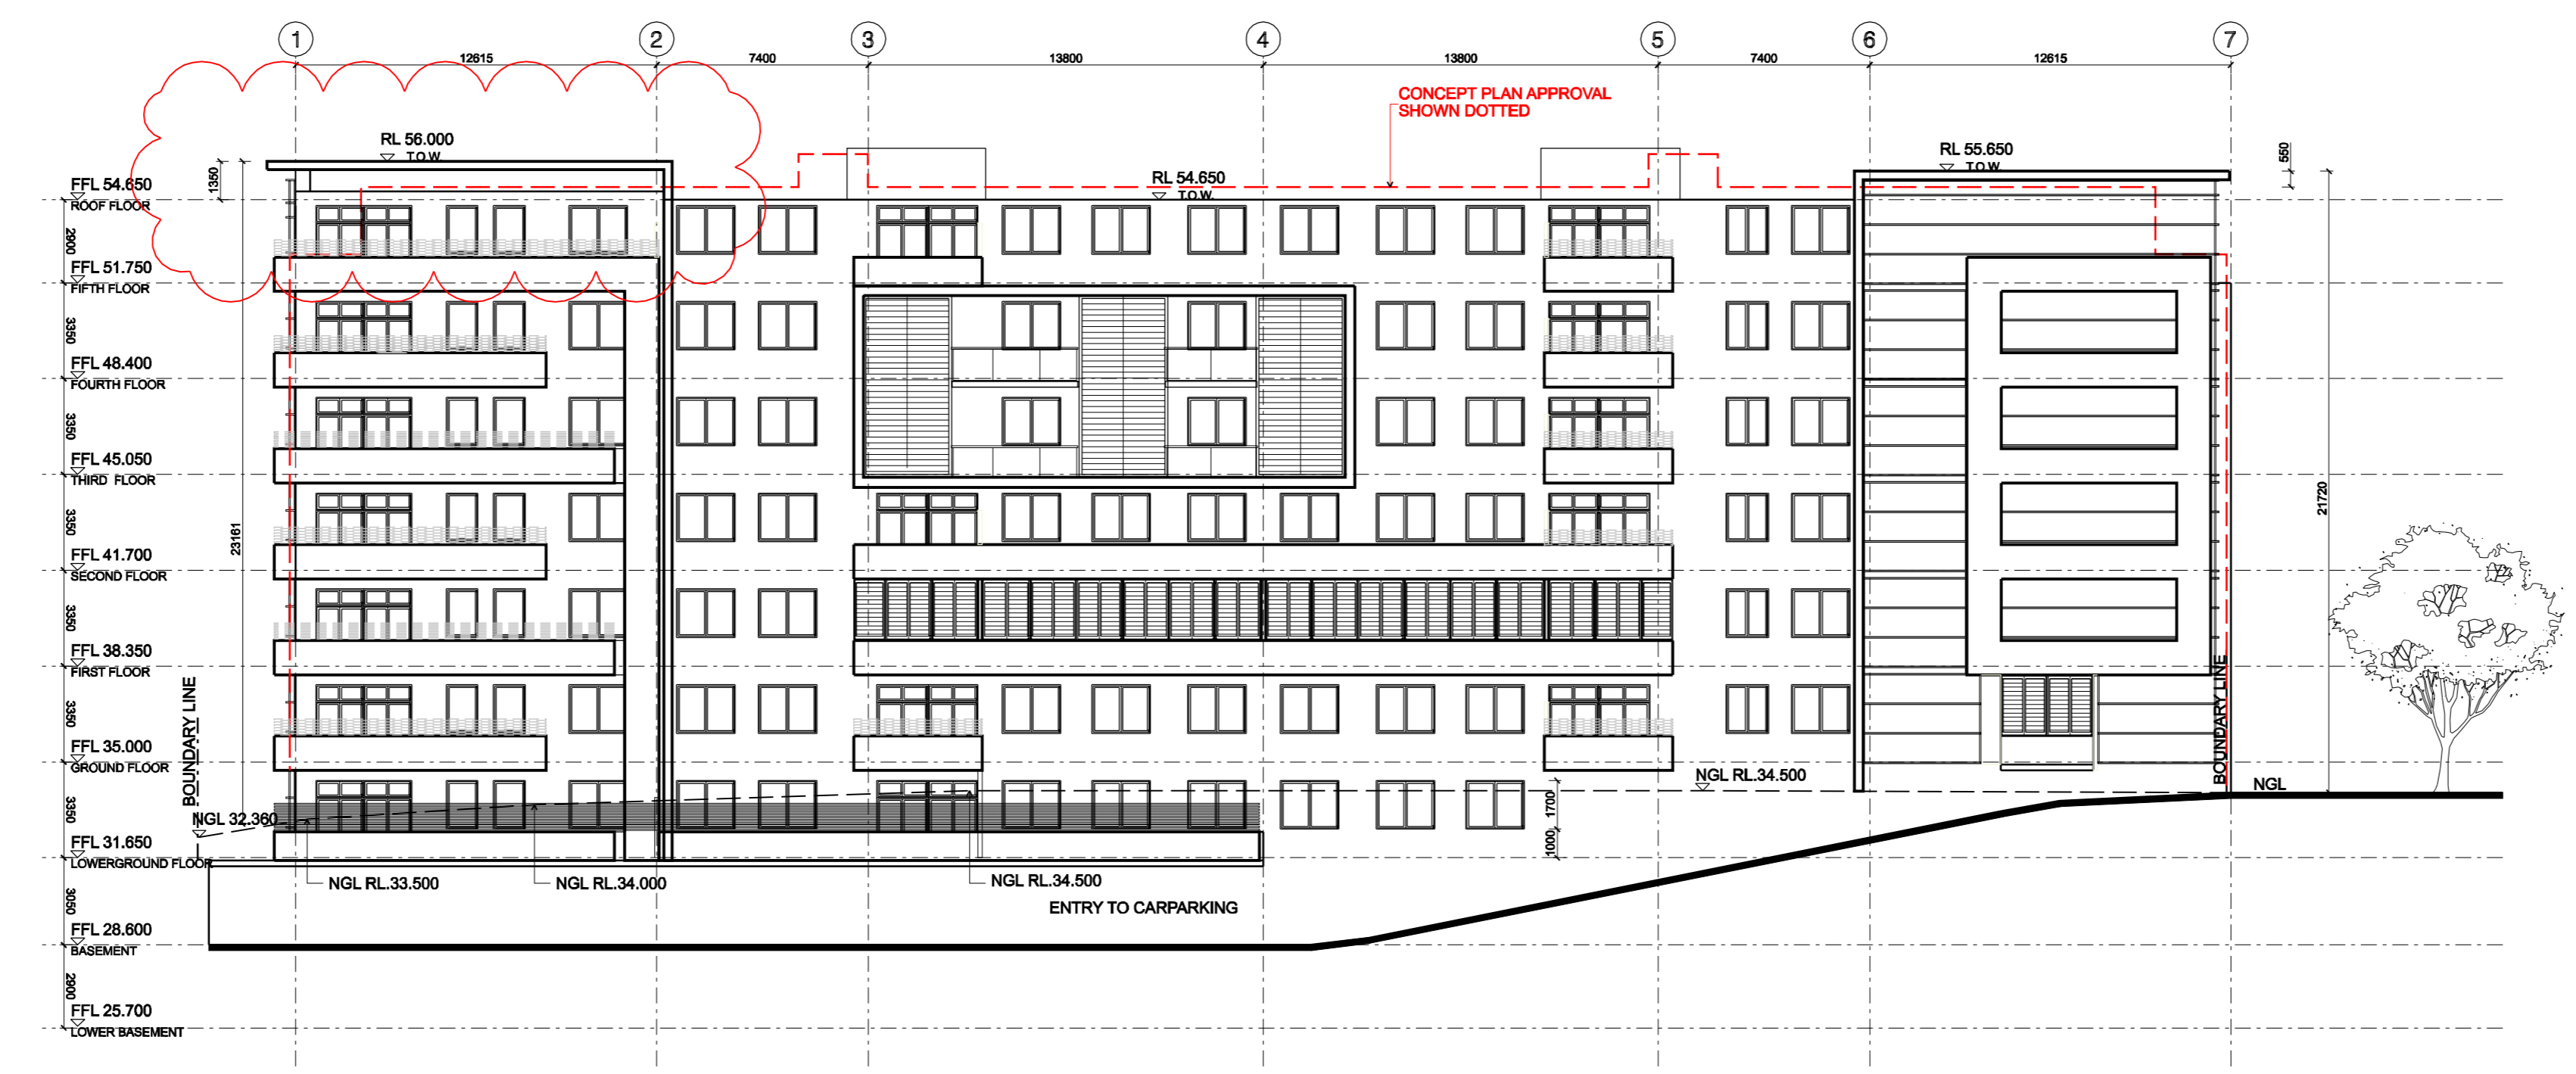 1 2 3 4 5 6 7
12615 7400 13800 13800 7400 12615
CONCEPT PLAN APPROVAL
SHOWN DOTTED
RL 56.000
T.O.W.
RL 54.650
T.O.W.
RL 55.650
T.O.W.
550
1350
FFL 54.650
ROOF FLOOR
2900
FFL 51.750
FIFTH FLOOR
3350
FFL 48.400
FOURTH FLOOR
3350
FFL 45.050
THIRD FLOOR
3350
FFL 41.700
SECOND FLOOR
3350
FFL 38.350
FIRST FLOOR
3350
FFL 35.000
GROUND FLOOR
3350
FFL 31.650
LOWERGROUND FLOOR
3050
FFL 28.600
BASEMENT
2900
FFL 25.700
LOWER BASEMENT
23161
21720
BOUNDARY LINE
NGL 32.360
NGL RL.33.500
NGL RL.34.000
NGL RL.34.500
ENTRY TO CARPARKING
1700
1000
NGL RL.34.500
BOUNDARY LINE
NGL